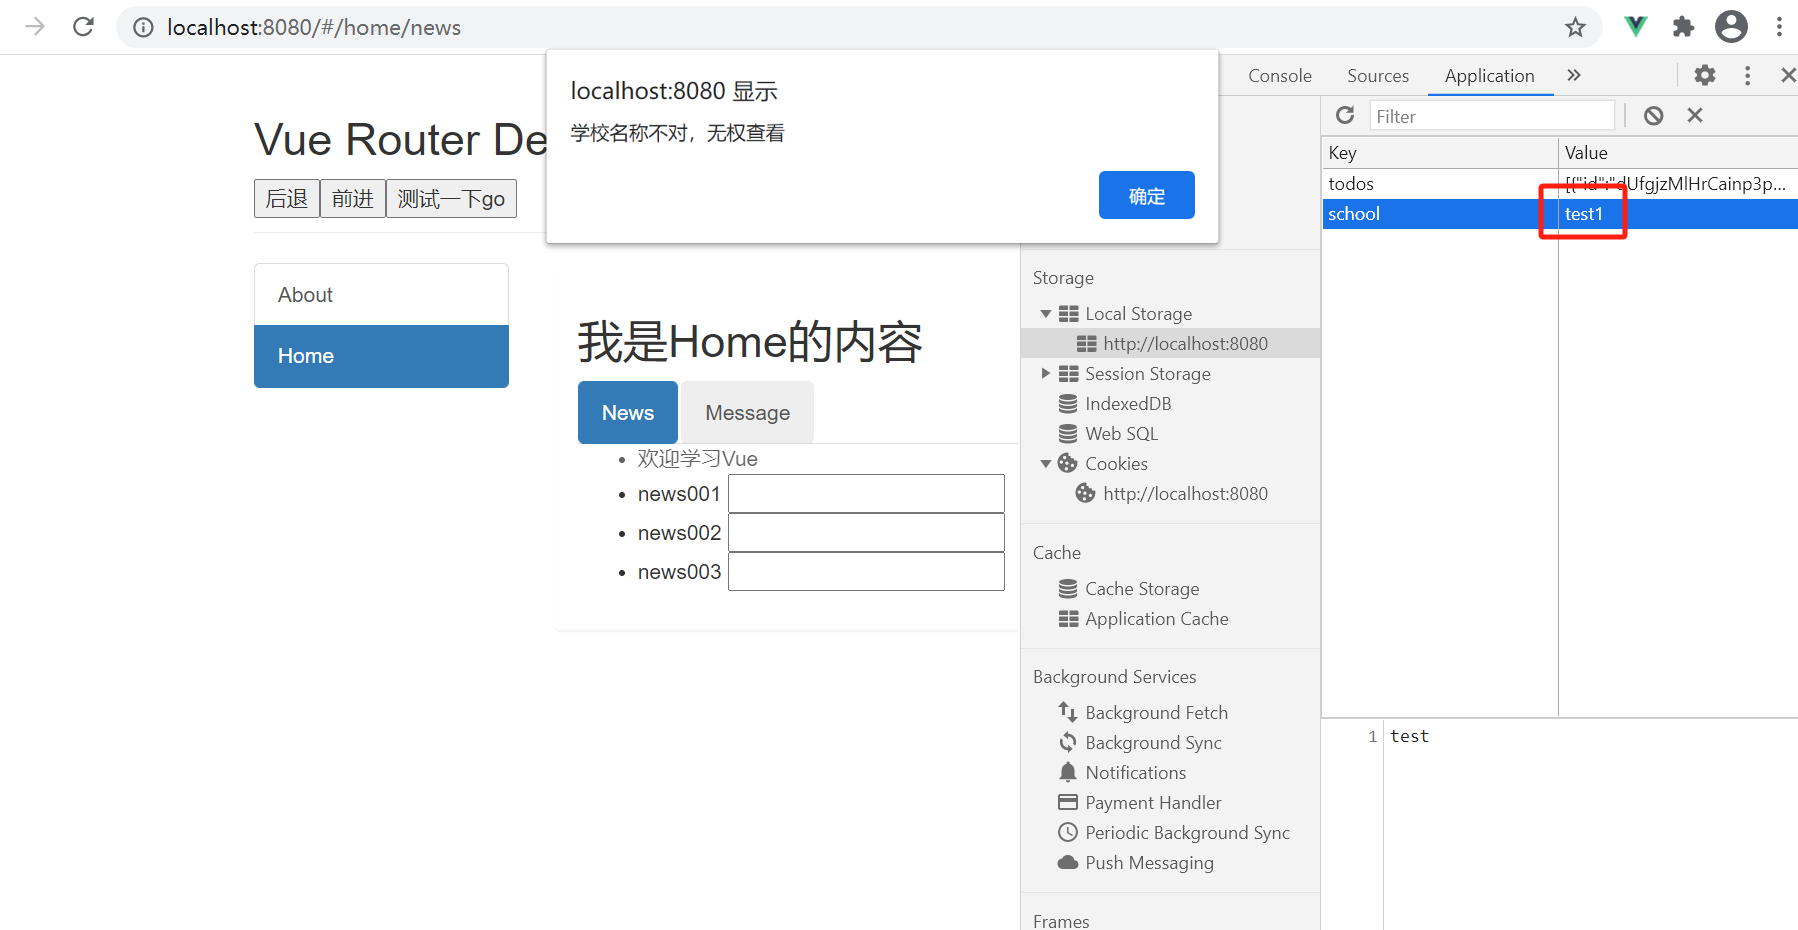 localhost:8080/#/home/news
localhost:8080 显示
学校名称不对，无权查看
确定
Vue Router De
后退 前进 测试一下go
About
Home
我是Home的内容
News Message
欢迎学习Vue
news001
news002
news003
Console Sources Application
Filter
Key Value
todos [{"id":"dUfgjzMlHrCainp3p...
school test1
Storage
Local Storage
http://localhost:8080
Session Storage
IndexedDB
Web SQL
Cookies
http://localhost:8080
Cache
Cache Storage
Application Cache
Background Services
Background Fetch
Background Sync
Notifications
Payment Handler
Periodic Background Sync
Push Messaging
Frames
1 test